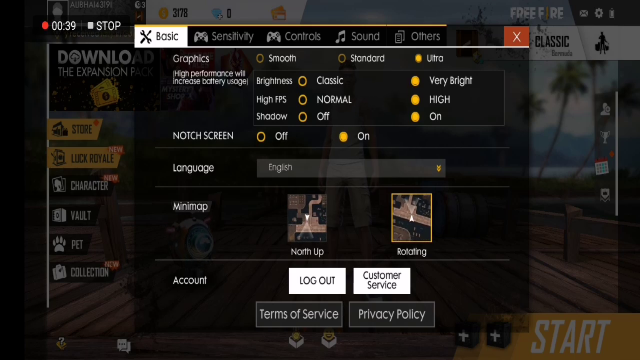 AUBHAI4319!
00:39 STOP
3178
0
FREE FIRE
Basic
Sensitivity
Controls
Sound
Others
X
Graphics
Smooth
Standard
Ultra
(High performance will
increase battery usage)
Brightness
Classic
Very Bright
High FPS
NORMAL
HIGH
Shadow
Off
On
NOTCH SCREEN
Off
On
Language
English
Minimap
North Up
Rotating
Account
LOG OUT
Customer
Service
Terms of Service
Privacy Policy
DOWNLOAD
THE EXPANSION PACK
STORE
LUCK ROYALE
NEW
CHARACTER
NEW
VAULT
PET
COLLECTION
NEW
CLASSIC
START